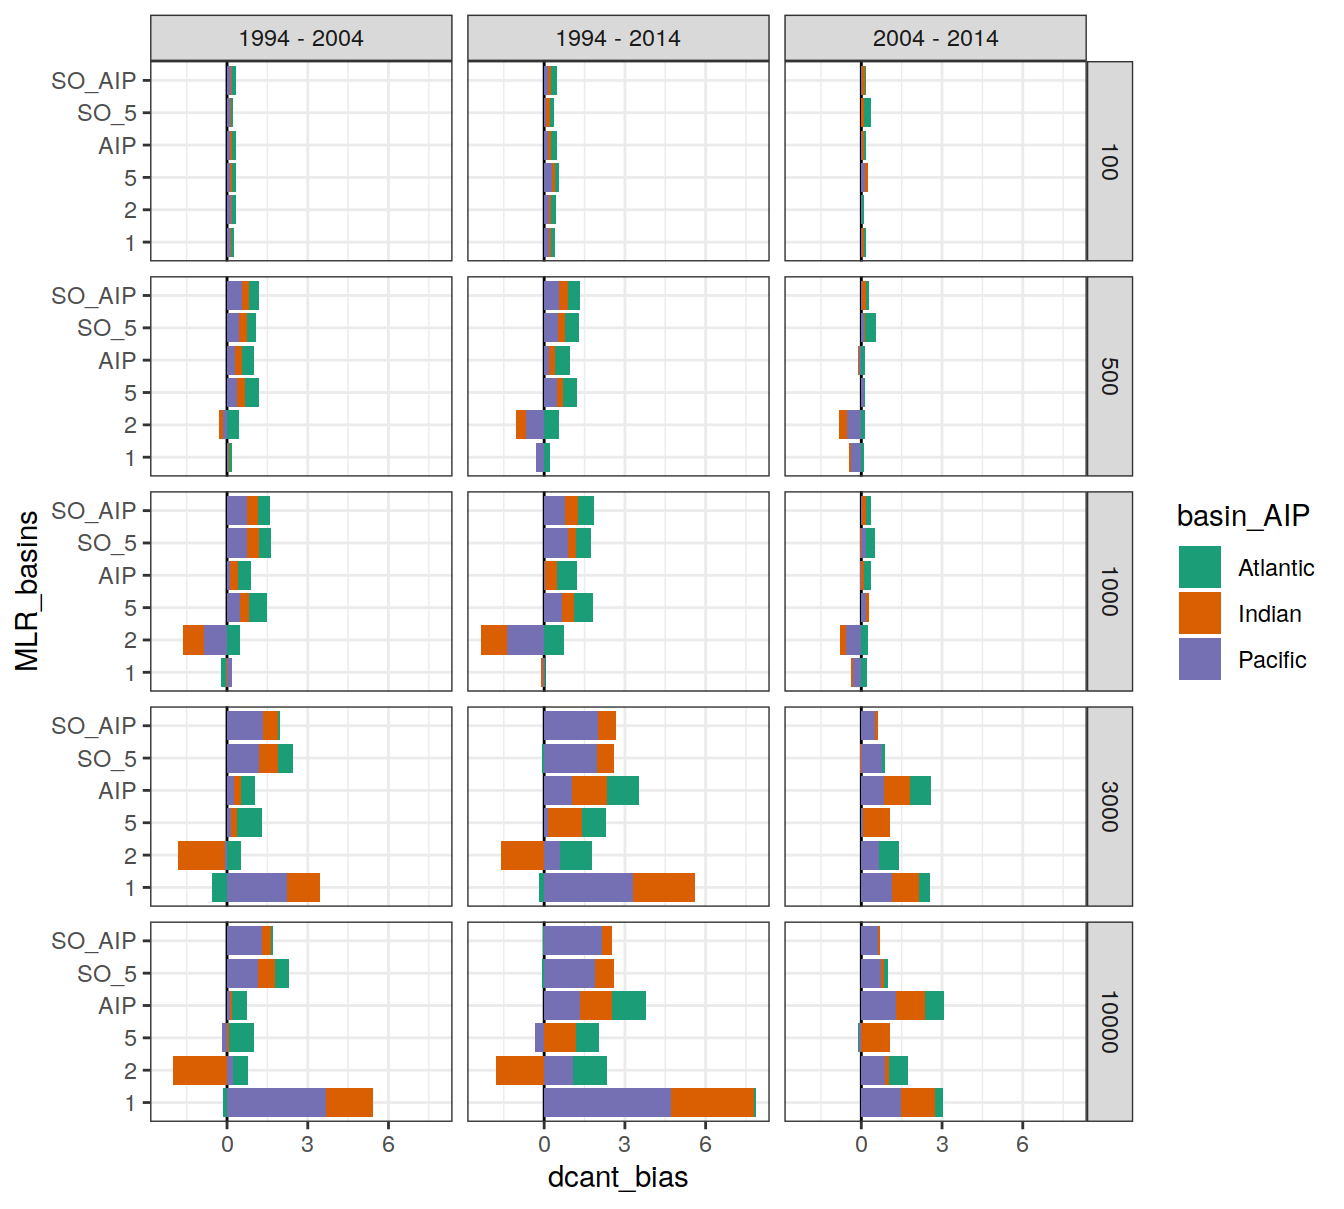 1994 - 2004
1994 - 2014
2004 - 2014
SO_AIP
SO_5
AIP
5
2
1
100
SO_AIP
SO_5
AIP
5
2
1
500
SO_AIP
SO_5
AIP
5
2
1
1000
SO_AIP
SO_5
AIP
5
2
1
3000
SO_AIP
SO_5
AIP
5
2
1
10000
0 3 6
0 3 6
0 3 6
dcant_bias
MLR_basins
basin_AIP
Atlantic
Indian
Pacific